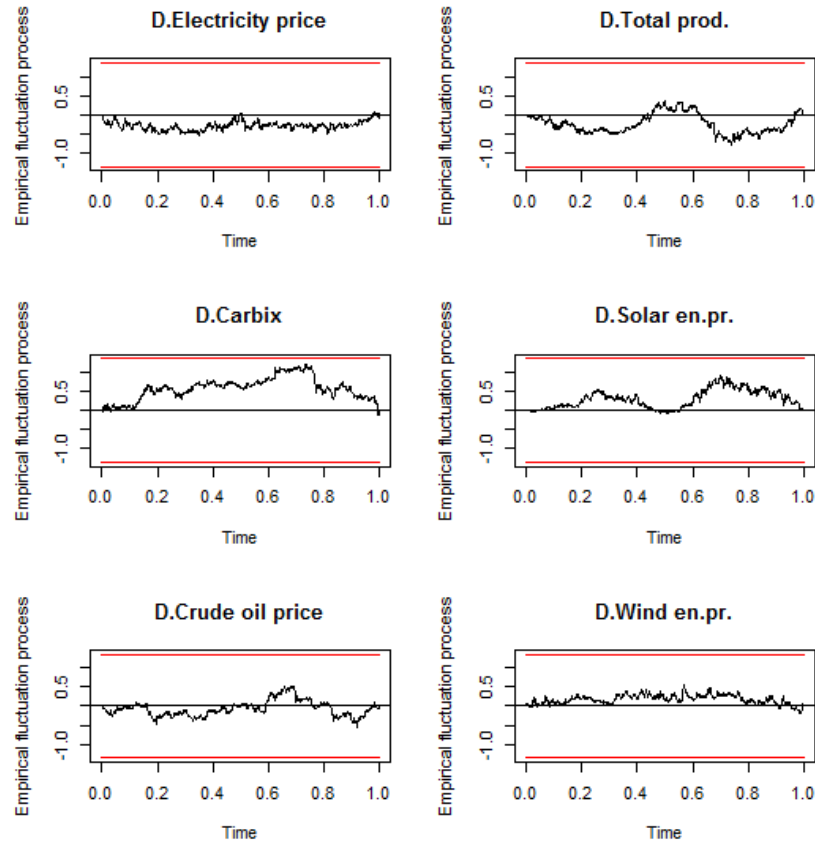 D.Electricity price
Empirical fluctuation process
0.5
-1.0
0.0 0.2 0.4 0.6 0.8 1.0
Time
D.Total prod.
Empirical fluctuation process
0.5
-1.0
0.0 0.2 0.4 0.6 0.8 1.0
Time
D.Carbix
Empirical fluctuation process
0.5
-1.0
0.0 0.2 0.4 0.6 0.8 1.0
Time
D.Solar en.pr.
Empirical fluctuation process
0.5
-1.0
0.0 0.2 0.4 0.6 0.8 1.0
Time
D.Crude oil price
Empirical fluctuation process
0.5
-1.0
0.0 0.2 0.4 0.6 0.8 1.0
Time
D.Wind en.pr.
Empirical fluctuation process
0.5
-1.0
0.0 0.2 0.4 0.6 0.8 1.0
Time